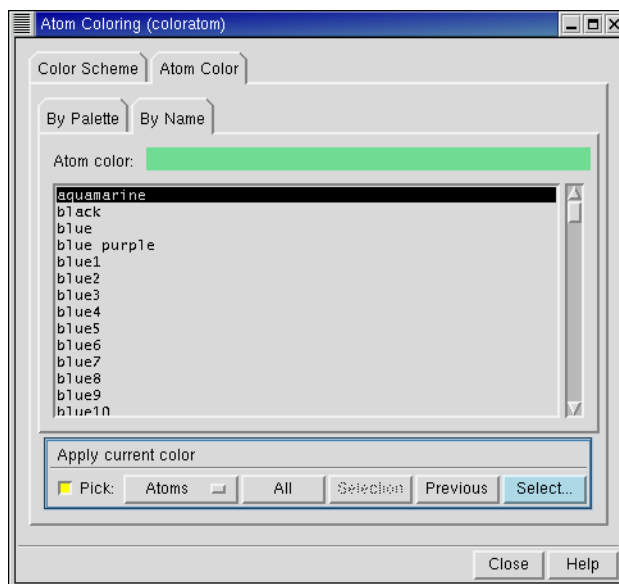 Atom Coloring (coloratom)
Color Scheme Atom Color
By Palette By Name
Atom color:
aquamarine
black
blue
blue purple
blue1
blue2
blue3
blue4
blue5
blue6
blue7
blue8
blue9
blue10
Apply current color
Pick: Atoms All Selection Previous Select...
Close Help